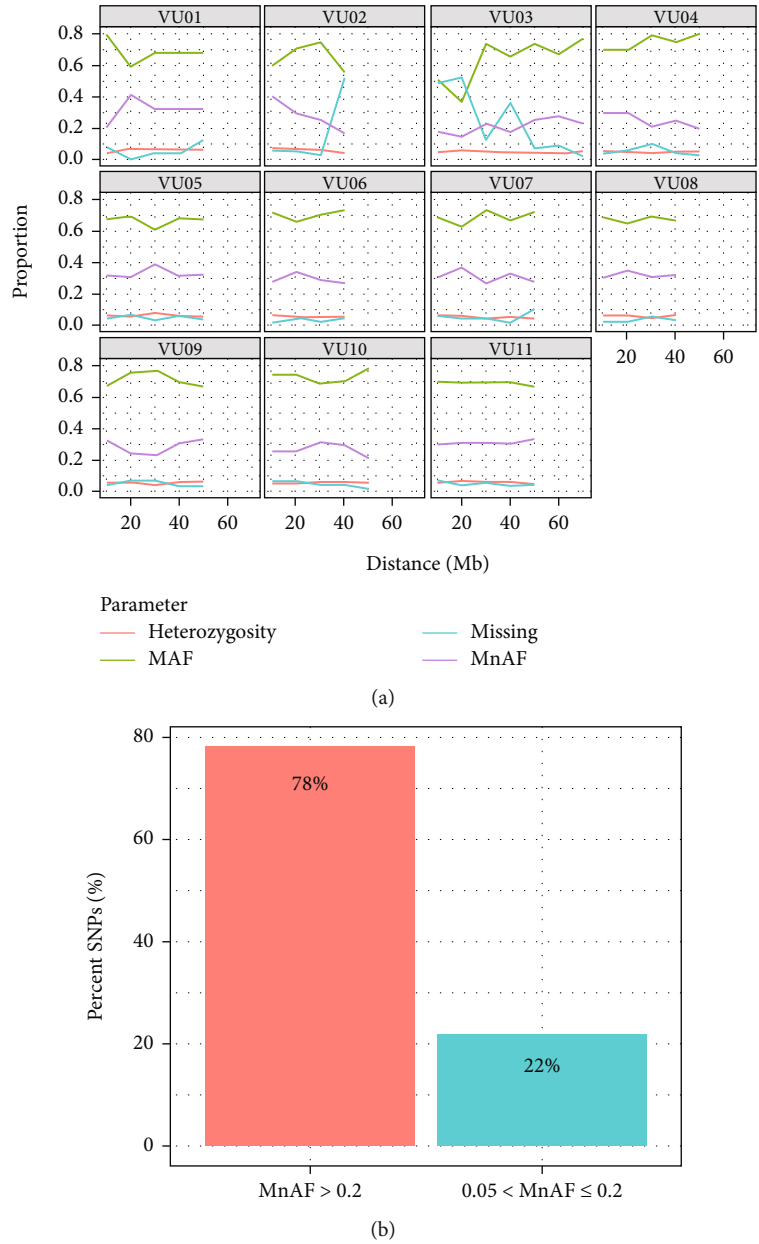 VU01 VU02 VU03 VU04
0.8
0.6
0.4
0.2
0.0
VU05 VU06 VU07 VU08
0.8
0.6
0.4
0.2
0.0
20 40 60
VU09 VU10 VU11
0.8
0.6
0.4
0.2
0.0
20 40 60 20 40 60 20 40 60
Proportion
Distance (Mb)
Parameter
Heterozygosity Missing
MAF MnAF
(a)
80
60
40
20
0
Percent SNPs (%)
78%
22%
MnAF > 0.2 0.05 < MnAF ≤ 0.2
(b)